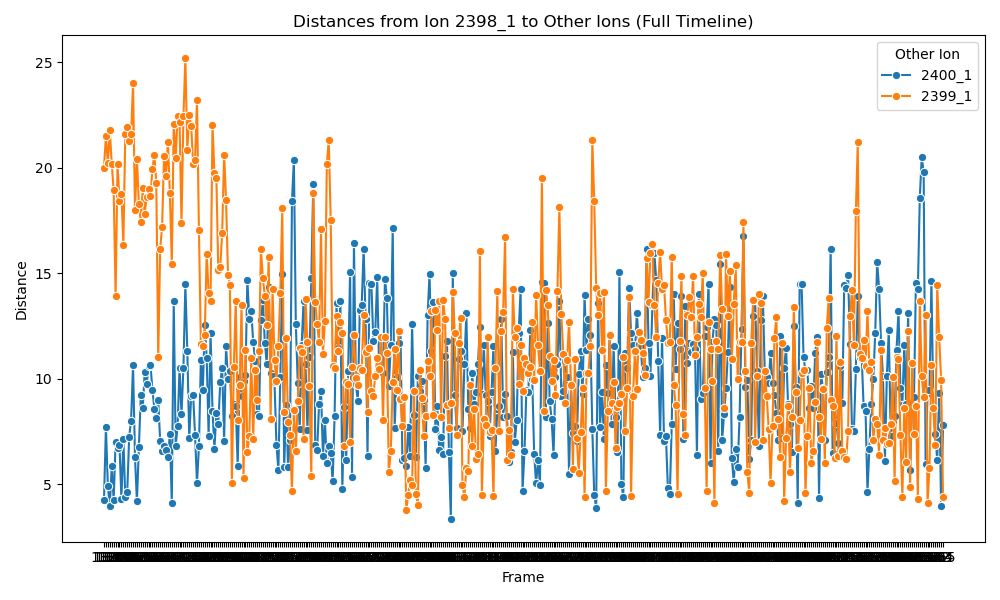 Distances from Ion 2398_1 to Other Ions (Full Timeline)
Other Ion
2400_1
2399_1
25
20
15
10
5
Distance
Frame